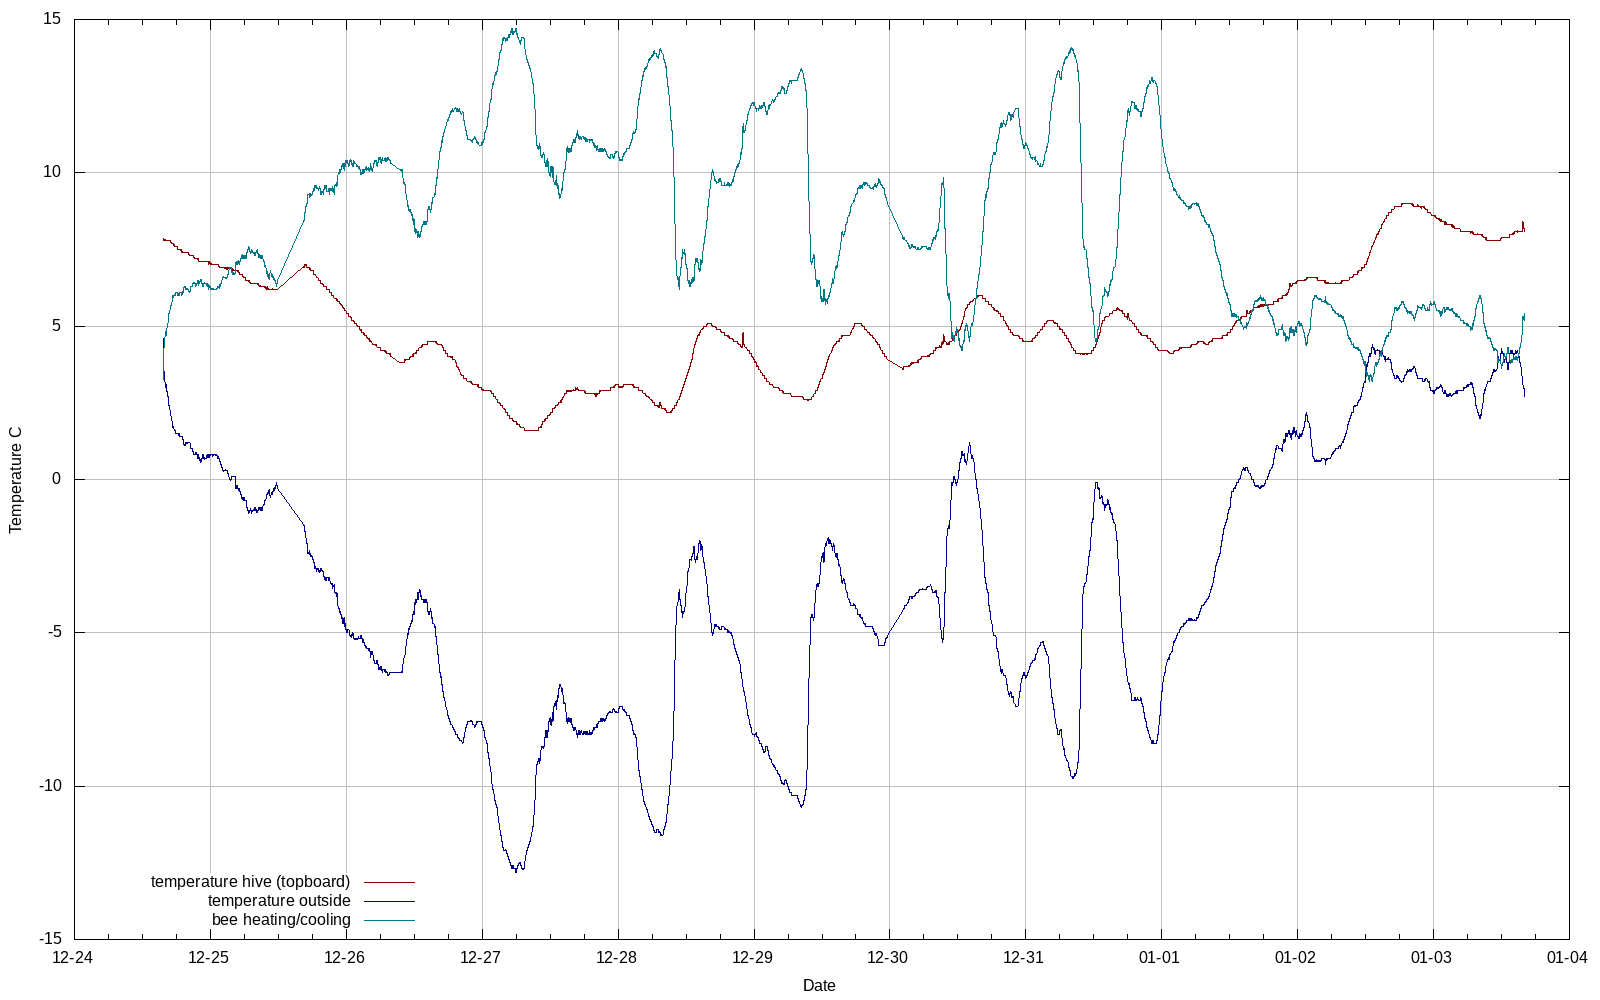 15
10
5
0
-5
-10
-15
Temperature C
temperature hive (topboard)
temperature outside
bee heating/cooling
12-24 12-25 12-26 12-27 12-28 12-29 12-30 12-31 01-01 01-02 01-03 01-04
Date